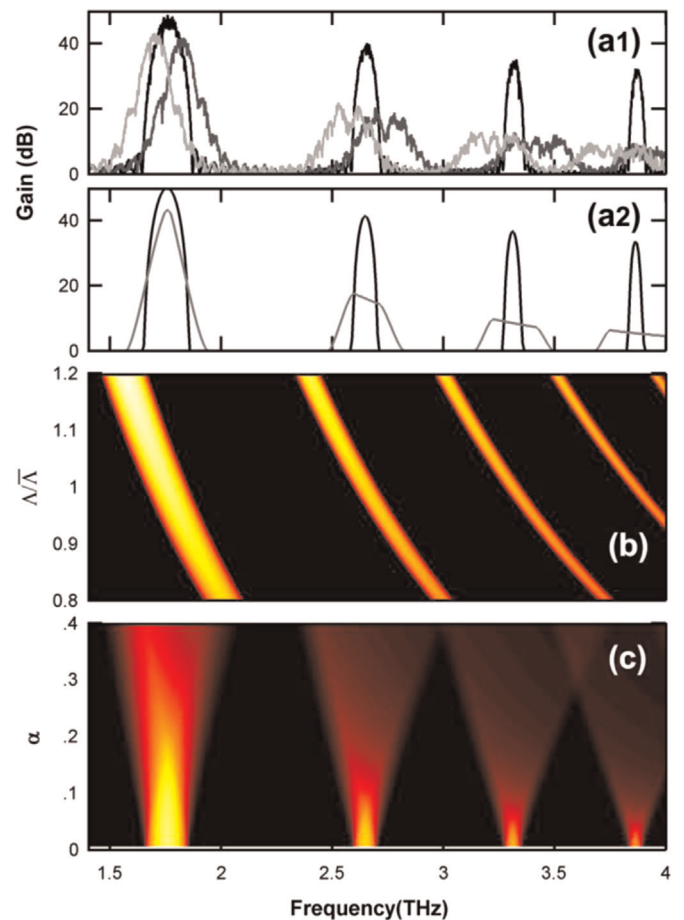 Gain (dB)
40
20
0
(a1)
40
20
0
(a2)
Λ/Λ̅
1.2
1.1
1
0.9
0.8
(b)
α
.4
.3
.2
.1
0
(c)
1.5 2 2.5 3 3.5 4
Frequency(THz)